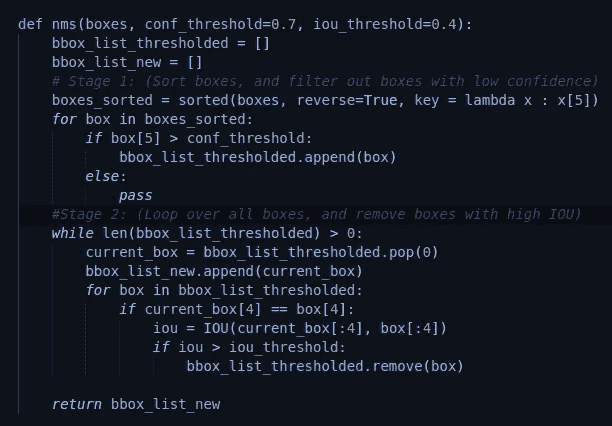 def nms(boxes, conf_threshold=0.7, iou_threshold=0.4):
    bbox_list_thresholded = []
    bbox_list_new = []
    # Stage 1: (Sort boxes, and filter out boxes with low confidence)
    boxes_sorted = sorted(boxes, reverse=True, key = lambda x : x[5])
    for box in boxes_sorted:
        if box[5] > conf_threshold:
            bbox_list_thresholded.append(box)
        else:
            pass
    #Stage 2: (Loop over all boxes, and remove boxes with high IOU)
    while len(bbox_list_thresholded) > 0:
        current_box = bbox_list_thresholded.pop(0)
        bbox_list_new.append(current_box)
        for box in bbox_list_thresholded:
            if current_box[4] == box[4]:
                iou = IOU(current_box[:4], box[:4])
                if iou > iou_threshold:
                    bbox_list_thresholded.remove(box)
    return bbox_list_new